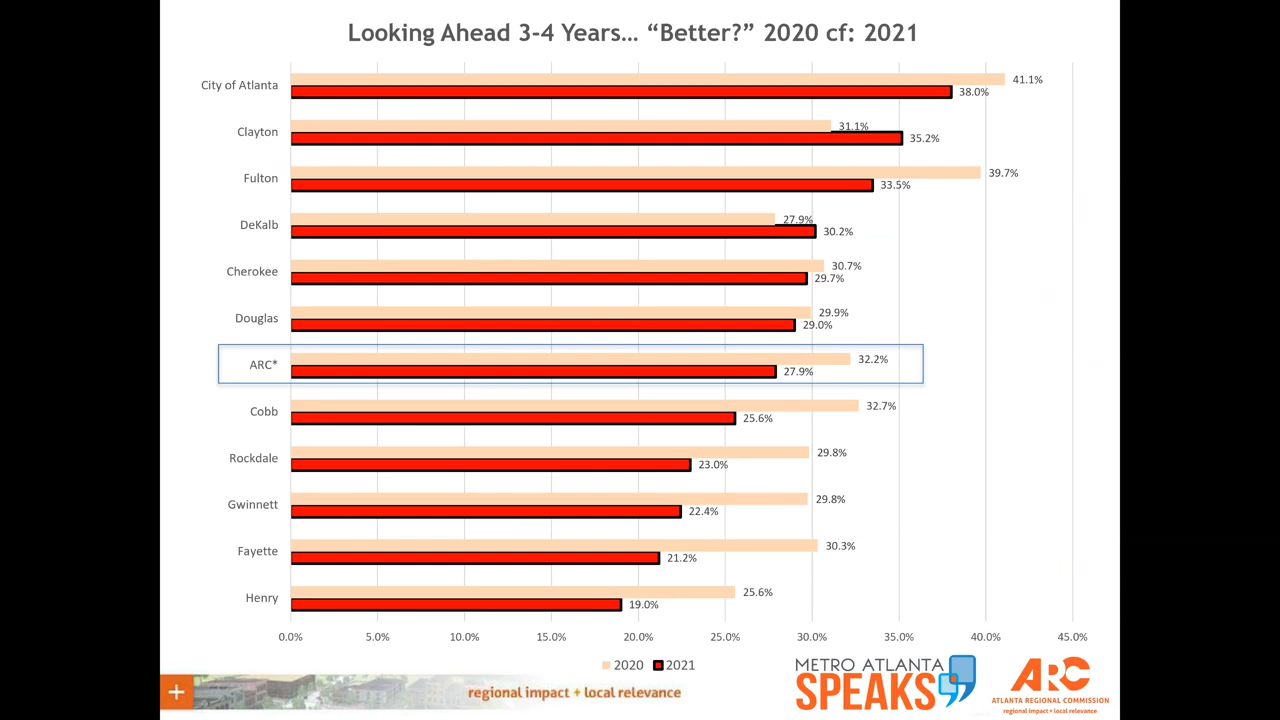 Looking Ahead 3-4 Years... “Better?” 2020 cf: 2021
City of Atlanta 41.1%
38.0%
Clayton 31.1%
35.2%
Fulton 39.7%
33.5%
DeKalb 27.9%
30.2%
Cherokee 30.7%
29.7%
Douglas 29.9%
29.0%
ARC* 32.2%
27.9%
Cobb 32.7%
25.6%
Rockdale 29.8%
23.0%
Gwinnett 29.8%
22.4%
Fayette 30.3%
21.2%
Henry 25.6%
19.0%
0.0% 5.0% 10.0% 15.0% 20.0% 25.0% 30.0% 35.0% 40.0% 45.0%
2020 2021
regional impact + local relevance
METRO ATLANTA
SPEAKS
ARC
ATLANTA REGIONAL COMMISSION
regional impact + local relevance